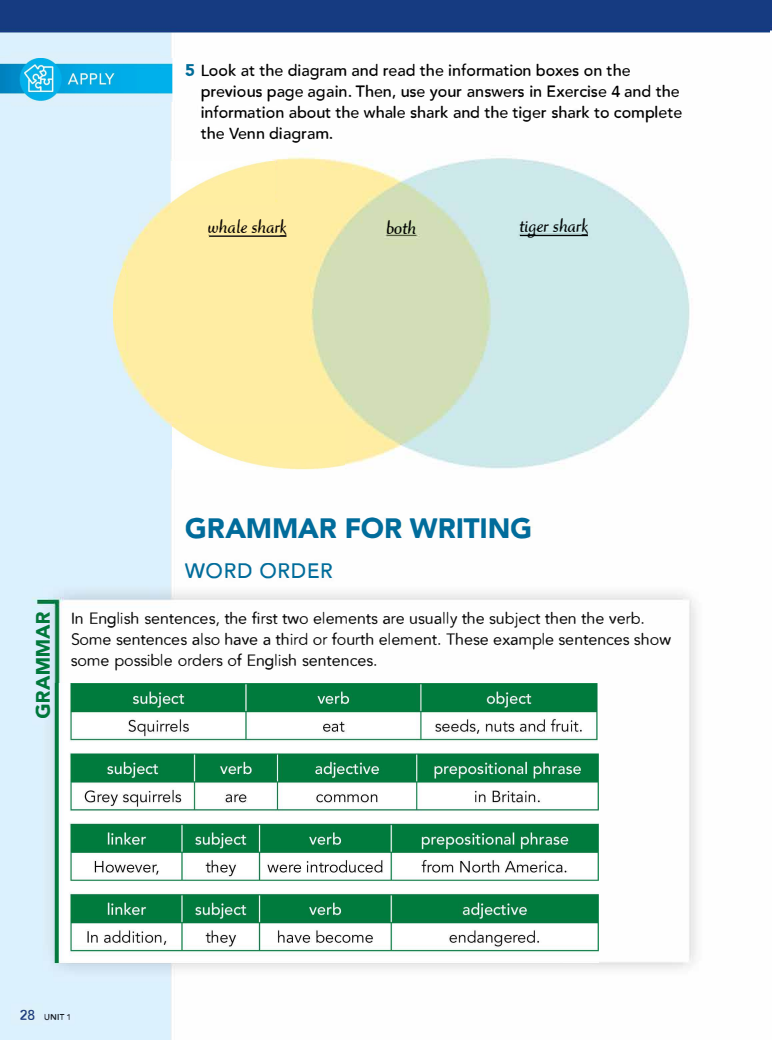 APPLY
5 Look at the diagram and read the information boxes on the
previous page again. Then, use your answers in Exercise 4 and the
information about the whale shark and the tiger shark to complete
the Venn diagram.
whale shark both tiger shark
GRAMMAR FOR WRITING
WORD ORDER
GRAMMAR
In English sentences, the first two elements are usually the subject then the verb.
Some sentences also have a third or fourth element. These example sentences show
some possible orders of English sentences.
subject verb object
Squirrels eat seeds, nuts and fruit.
subject verb adjective prepositional phrase
Grey squirrels are common in Britain.
linker subject verb prepositional phrase
However, they were introduced from North America.
linker subject verb adjective
In addition, they have become endangered.
28 UNIT 1